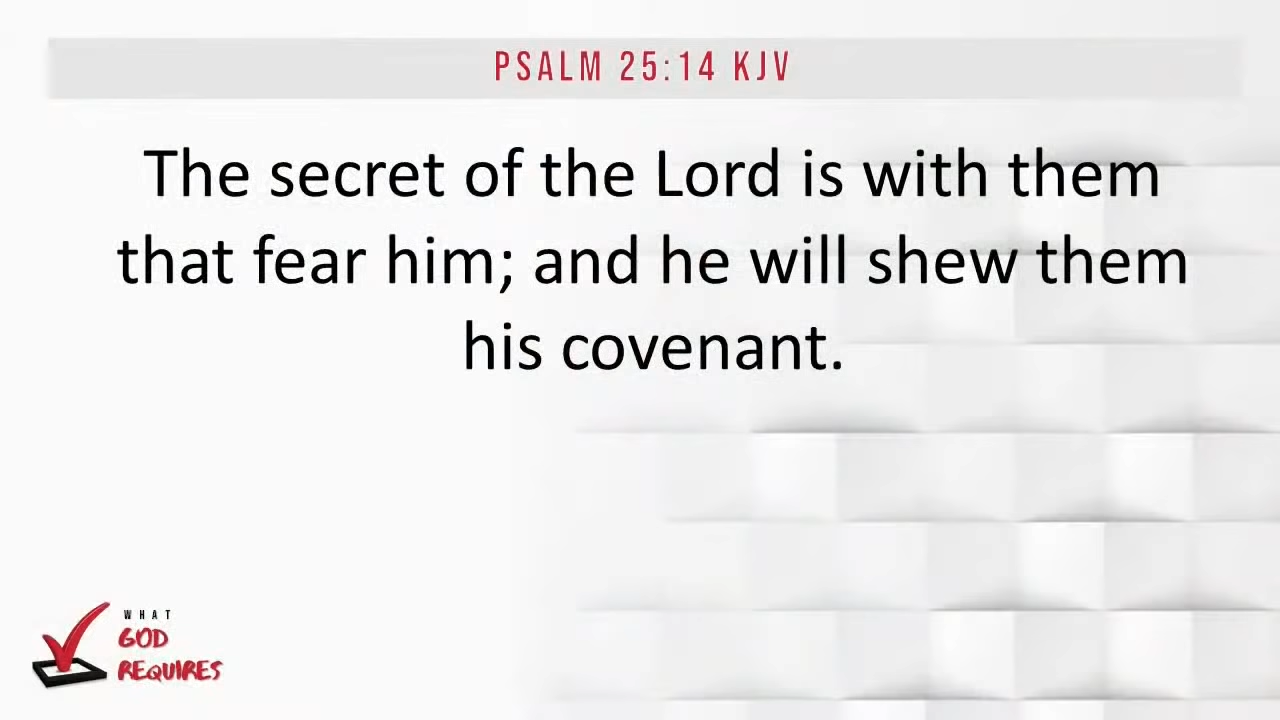 PSALM 25:14 KJV
The secret of the Lord is with them
that fear him; and he will shew them
his covenant.
WHAT
GOD
REQUIRES